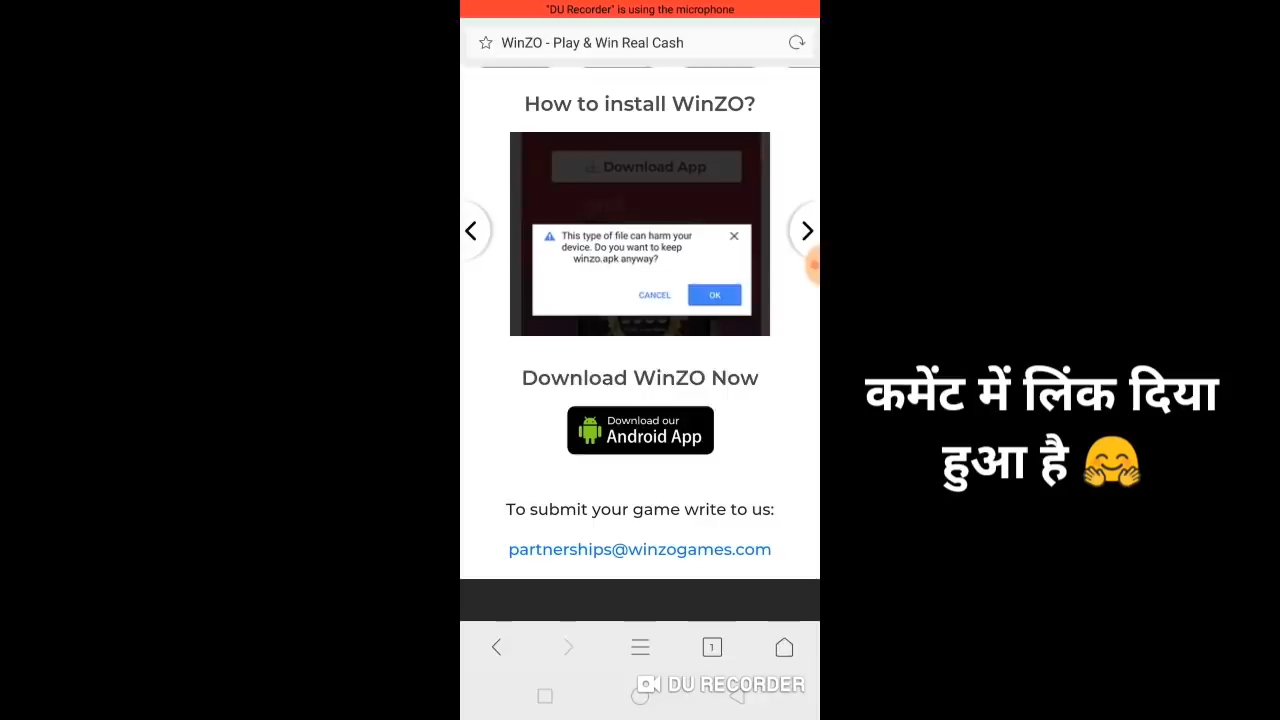 "DU Recorder" is using the microphone
WinZO - Play & Win Real Cash
How to install WinZO?
Download App
This type of file can harm your
device. Do you want to keep
winzo.apk anyway?
CANCEL
OK
Download WinZO Now
Download our
Android App
कमेंट में लिंक दिया
हुआ है 🤗
To submit your game write to us:
partnerships@winzogames.com
1
DU RECORDER